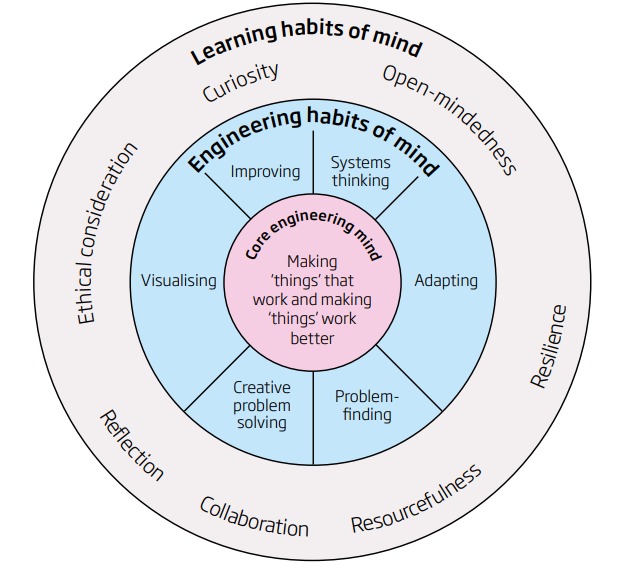 Learning habits of mind
Curiosity
Open-mindedness
Resilience
Resourcefulness
Collaboration
Reflection
Ethical consideration
Engineering habits of mind
Improving
Systems
thinking
Adapting
Problem-
finding
Creative
problem
solving
Visualising
Core engineering mind
Making
‘things’ that
work and making
‘things’ work
better